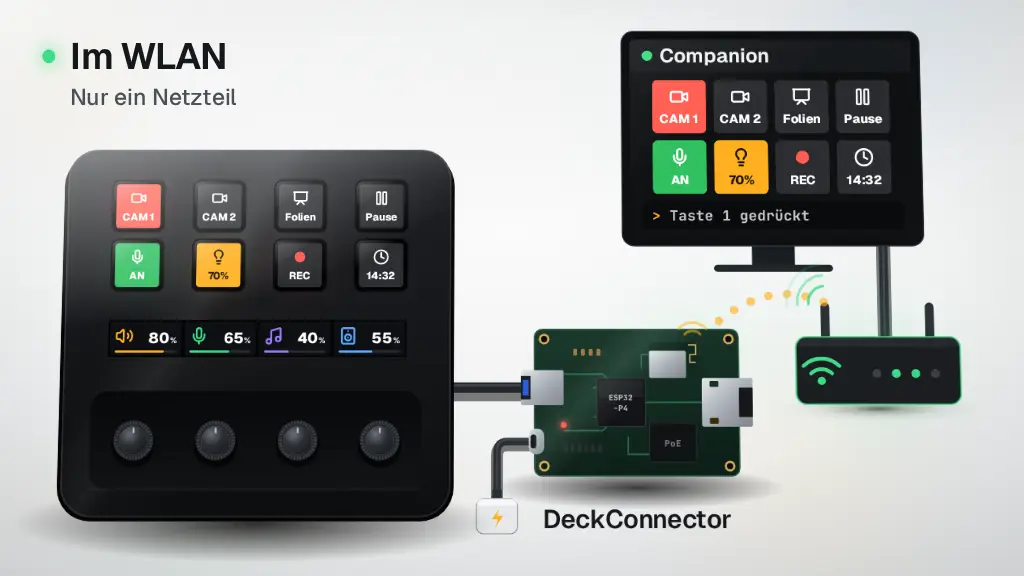 Im WLAN
Nur ein Netzteil
Companion
CAM 1
CAM 2
Folien
Pause
AN
70%
REC
14:32
> Taste 1 gedrückt
CAM 1
CAM 2
Folien
Pause
AN
70%
REC
14:32
80%
65%
40%
55%
ESP32
-P4
PoE
DeckConnector